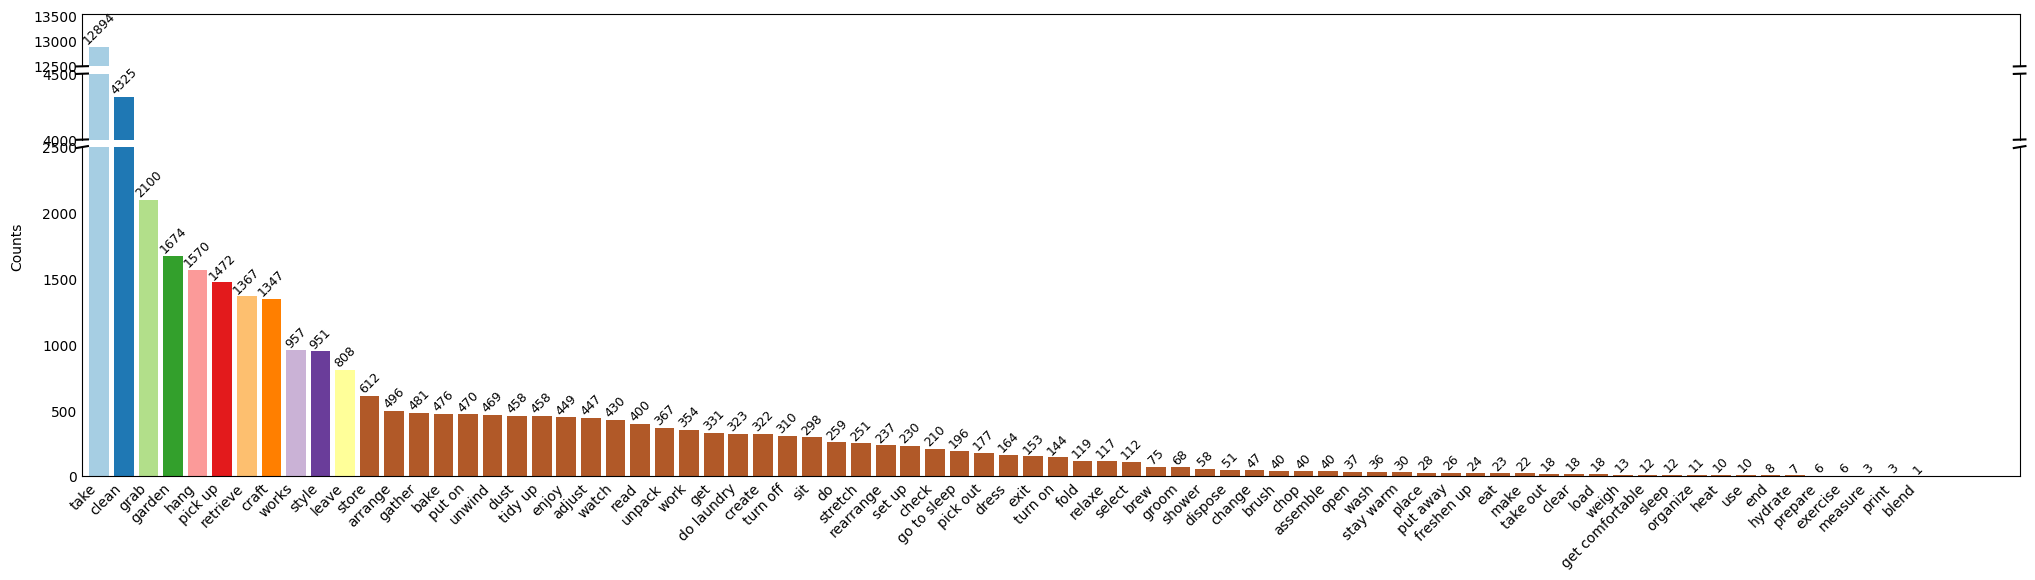 13500
13000
12500
4500
4000
2500
2000
1500
1000
500
0
Counts
12894
4325
2100
1674
1570
1472
1367
1347
957
951
808
612
496
481
476
470
469
458
458
449
447
430
400
367
354
331
323
322
310
298
259
251
237
230
210
196
177
164
153
144
119
117
112
75
68
58
51
47
40
40
40
37
36
30
28
26
24
23
22
18
18
18
13
12
12
11
10
10
8
7
6
6
3
3
1
take
clean
grab
garden
hang
pick up
retrieve
craft
works
style
leave
store
arrange
gather
bake
put on
unwind
dust
tidy up
enjoy
adjust
watch
read
unpack
work
get
do laundry
create
turn off
sit
do
stretch
rearrange
set up
check
go to sleep
pick out
dress
exit
turn on
fold
relaxe
select
brew
groom
shower
dispose
change
brush
chop
assemble
open
wash
stay warm
place
put away
freshen up
eat
make
take out
clear
load
weigh
get comfortable
sleep
organize
heat
use
end
hydrate
prepare
exercise
measure
print
blend